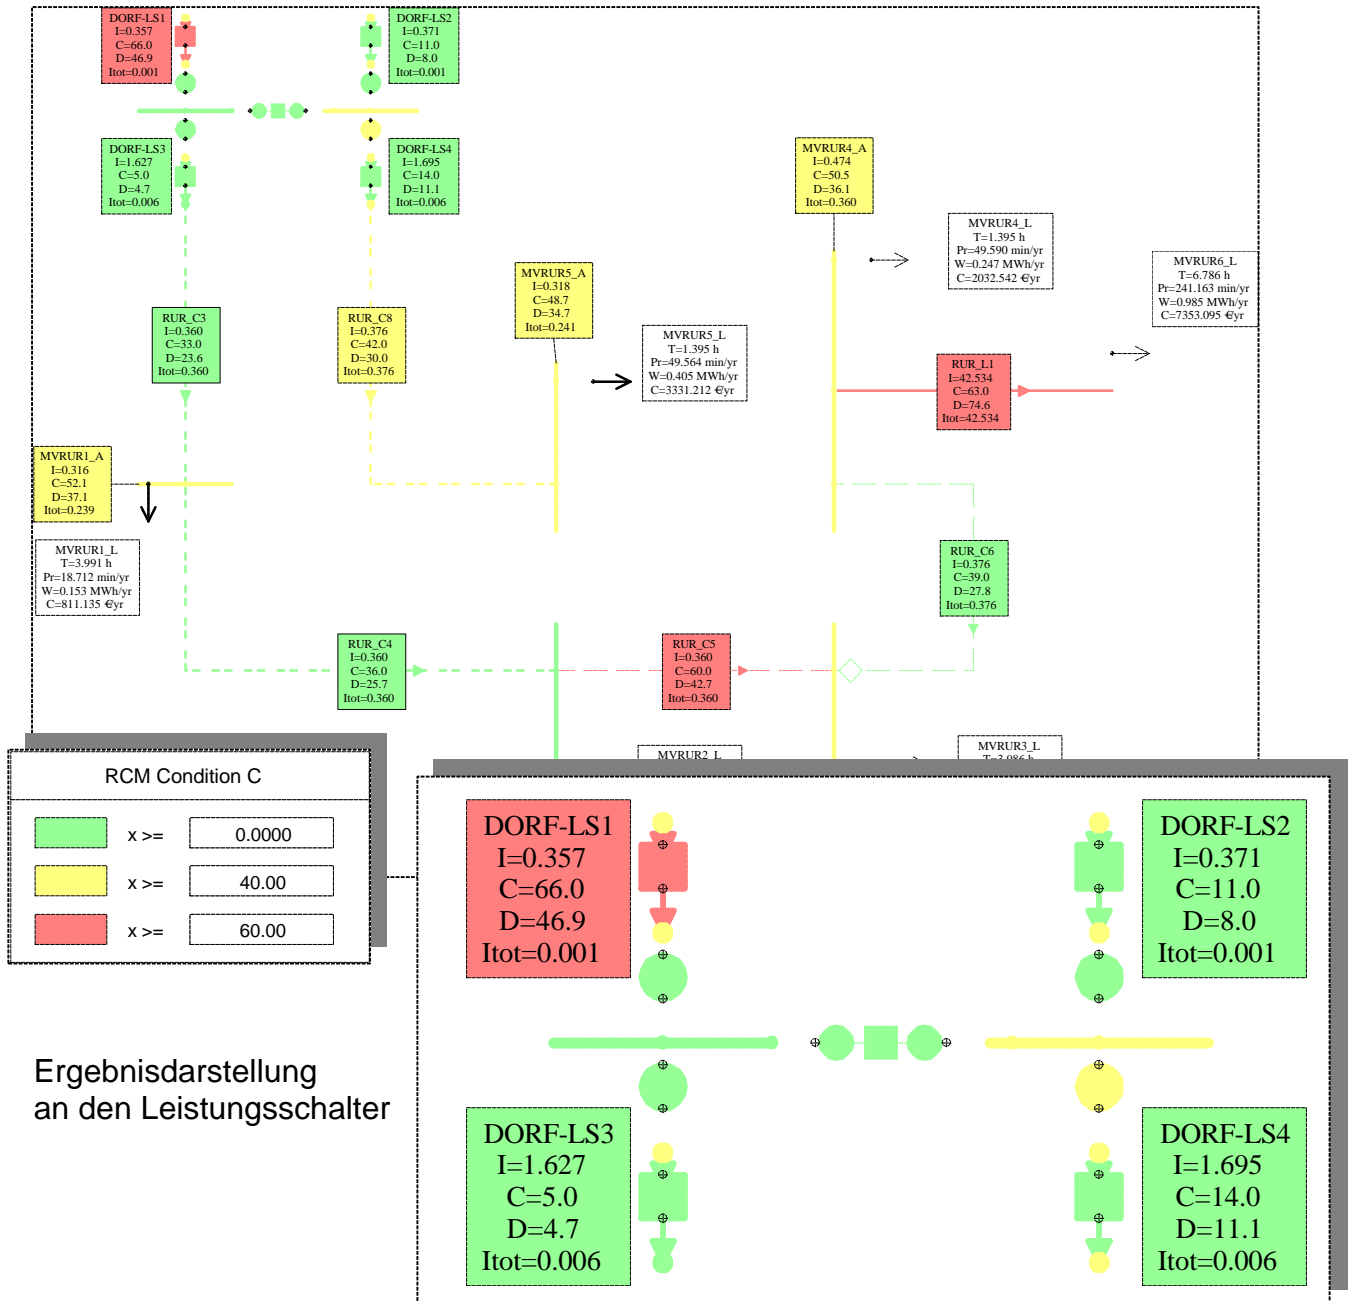 DORF-LS1
I=0.357
C=66.0
D=46.9
Itot=0.001
DORF-LS2
I=0.371
C=11.0
D=8.0
Itot=0.001
DORF-LS3
I=1.627
C=5.0
D=4.7
Itot=0.006
DORF-LS4
I=1.695
C=14.0
D=11.1
Itot=0.006
MVRUR4_A
I=0.474
C=50.5
D=36.1
Itot=0.360
MVRUR4_L
T=1.395 h
Pr=49.590 min/yr
W=0.247 MWh/yr
C=2032.542 €/yr
MVRUR6_L
T=6.786 h
Pr=241.163 min/yr
W=0.985 MWh/yr
C=7353.095 €/yr
MVRUR5_A
I=0.318
C=48.7
D=34.7
Itot=0.241
RUR_C3
I=0.360
C=33.0
D=23.6
Itot=0.360
RUR_C8
I=0.376
C=42.0
D=30.0
Itot=0.376
MVRUR5_L
T=1.395 h
Pr=49.564 min/yr
W=0.405 MWh/yr
C=3331.212 €/yr
RUR_L1
I=42.534
C=63.0
D=74.6
Itot=42.534
MVRUR1_A
I=0.316
C=52.1
D=37.1
Itot=0.239
MVRUR1_L
T=3.991 h
Pr=18.712 min/yr
W=0.153 MWh/yr
C=811.135 €/yr
RUR_C6
I=0.376
C=39.0
D=27.8
Itot=0.376
RUR_C4
I=0.360
C=36.0
D=25.7
Itot=0.360
RUR_C5
I=0.360
C=60.0
D=42.7
Itot=0.360
MVRUR2_L
MVRUR3_L
T=3.986 h
RCM Condition C
x >= 0.0000
x >= 40.00
x >= 60.00
DORF-LS1
I=0.357
C=66.0
D=46.9
Itot=0.001
DORF-LS2
I=0.371
C=11.0
D=8.0
Itot=0.001
DORF-LS3
I=1.627
C=5.0
D=4.7
Itot=0.006
DORF-LS4
I=1.695
C=14.0
D=11.1
Itot=0.006
Ergebnisdarstellung
an den Leistungsschalter